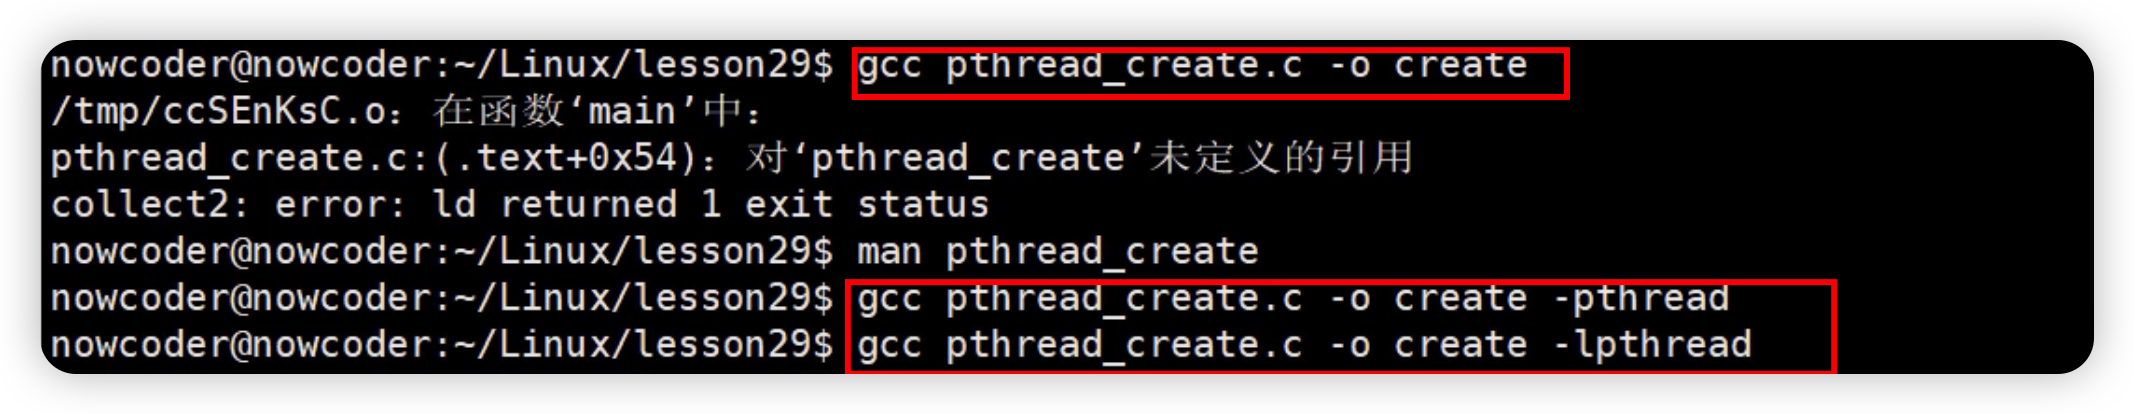 nowcoder@nowcoder:~/Linux/lesson29$ gcc pthread_create.c -o create
/tmp/ccSEnKsC.o：在函数‘main’中：
pthread_create.c:(.text+0x54)：对‘pthread_create’未定义的引用
collect2: error: ld returned 1 exit status
nowcoder@nowcoder:~/Linux/lesson29$ man pthread_create
nowcoder@nowcoder:~/Linux/lesson29$ gcc pthread_create.c -o create -pthread
nowcoder@nowcoder:~/Linux/lesson29$ gcc pthread_create.c -o create -lpthread